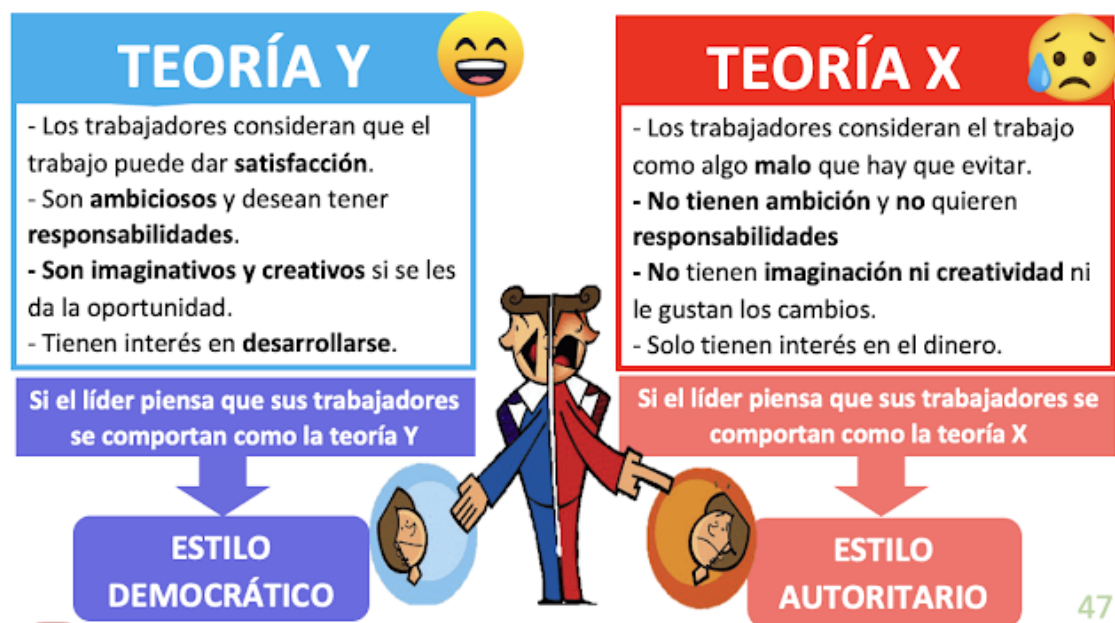 TEORÍA Y
- Los trabajadores consideran que el
trabajo puede dar satisfacción.
- Son ambiciosos y desean tener
responsabilidades.
- Son imaginativos y creativos si se les
da la oportunidad.
- Tienen interés en desarrollarse.
Si el líder piensa que sus trabajadores
se comportan como la teoría Y
ESTILO
DEMOCRÁTICO
TEORÍA X
- Los trabajadores consideran el trabajo
como algo malo que hay que evitar.
- No tienen ambición y no quieren
responsabilidades
- No tienen imaginación ni creatividad ni
le gustan los cambios.
- Solo tienen interés en el dinero.
Si el líder piensa que sus trabajadores se
comportan como la teoría X
ESTILO
AUTORITARIO
47